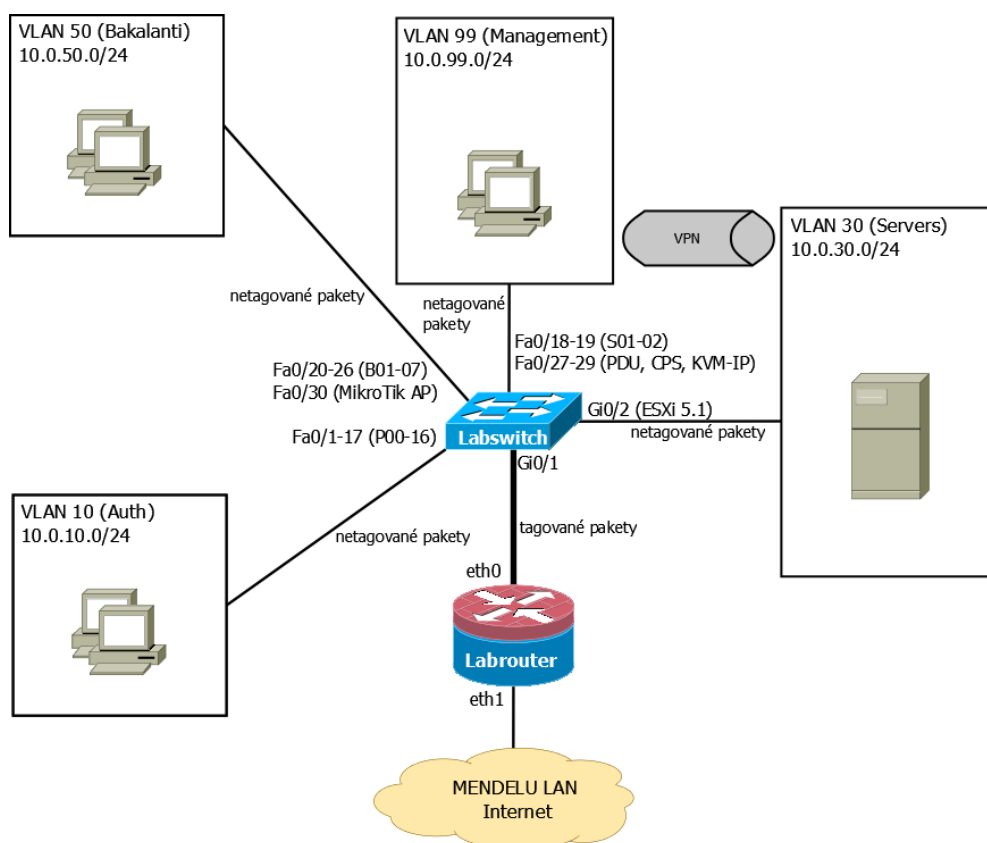 VLAN 50 (Bakalanti)
10.0.50.0/24
VLAN 99 (Management)
10.0.99.0/24
VPN
VLAN 30 (Servers)
10.0.30.0/24
netagované pakety
netagované
pakety
Fa0/18-19 (S01-02)
Fa0/27-29 (PDU, CPS, KVM-IP)
Fa0/20-26 (B01-07)
Fa0/30 (MikroTik AP)
Gi0/2 (ESXi 5.1)
netagované pakety
Fa0/1-17 (P00-16)
Labswitch
Gi0/1
VLAN 10 (Auth)
10.0.10.0/24
netagované pakety
tagované pakety
eth0
Labrouter
eth1
MENDELU LAN
Internet